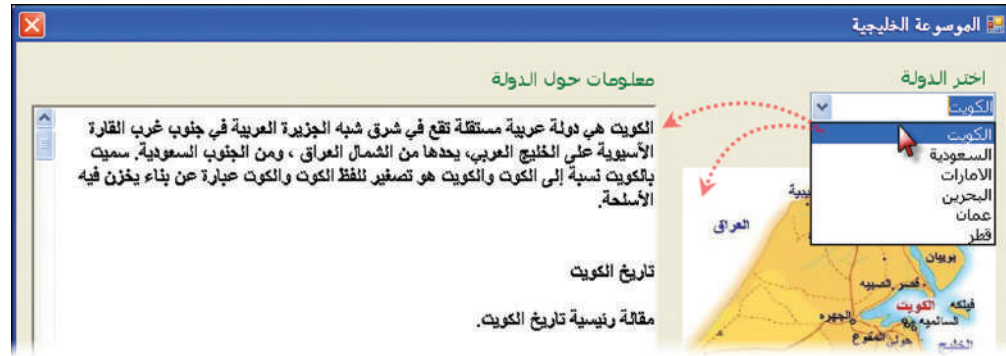 الموسوعة الخليجية
اختر الدولة
الكويت
الكويت
السعودية
الامارات
البحرين
عمان
قطر
معلومات حول الدولة
الكويت هي دولة عربية مستقلة تقع في شرق شبه الجزيرة العربية في جنوب غرب القارة
الآسيوية على الخليج العربي، يحدها من الشمال العراق ، ومن الجنوب السعودية. سميت
بالكويت نسبة إلى الكوت والكويت هو تصغير للفظ الكوت والكوت عبارة عن بناء يخزن فيه
الأسلحة.
تاريخ الكويت
مقالة رئيسية تاريخ الكويت.
العراق
بوبيان
قصر الصبيه
فيلكه
الكويت
السالميه
الجهره
الخليج